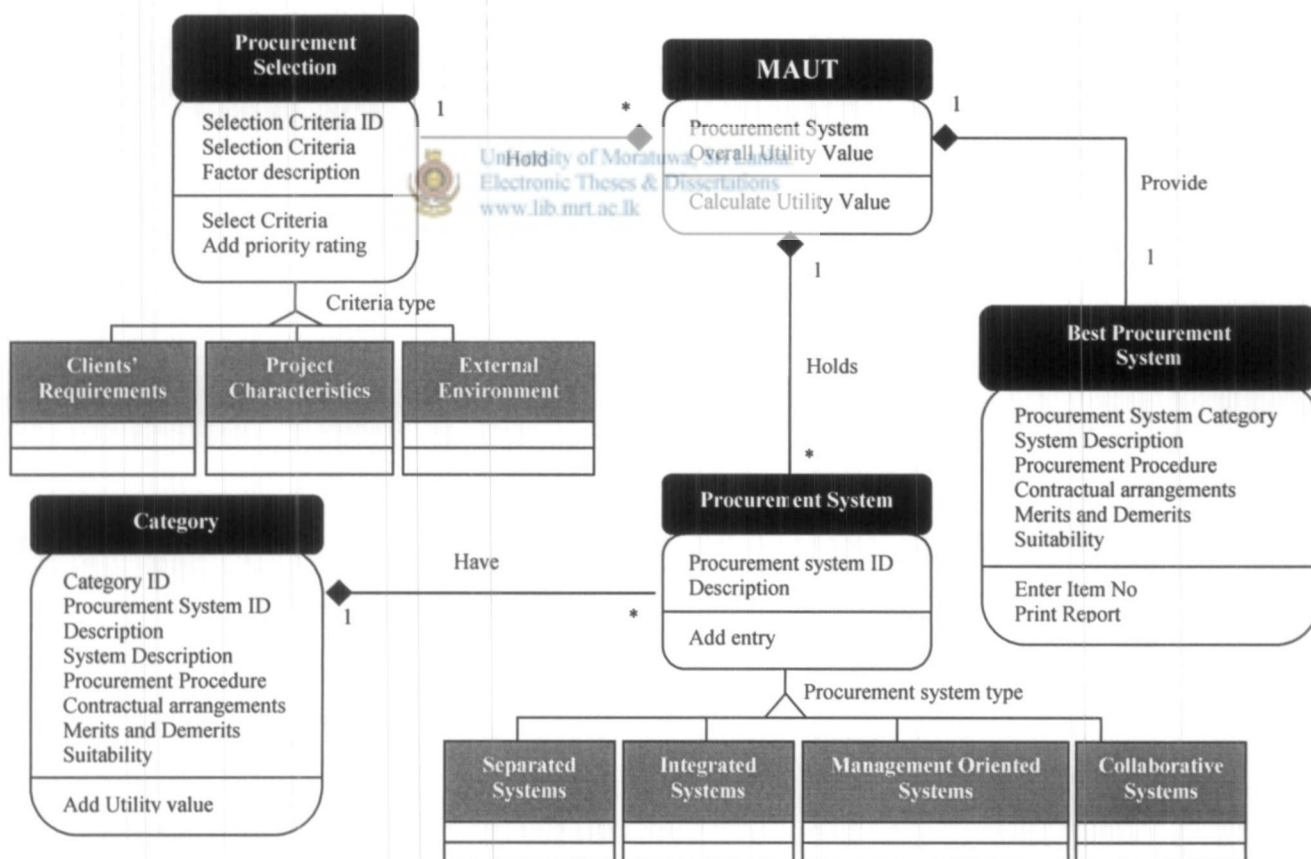 Procurement
Selection
Selection Criteria ID
Selection Criteria
Factor description
Select Criteria
Add priority rating
1
*
Hold
MAUT
Procurement System
Overall Utility Value
Calculate Utility Value
University of Moratuwa, Sri Lanka.
Electronic Theses & Dissertations
www.lib.mrt.ac.lk
1
Provide
1
1
Holds
*
Criteria type
Clients'
Requirements
Project
Characteristics
External
Environment
Best Procurement
System
Procurement System Category
System Description
Procurement Procedure
Contractual arrangements
Merits and Demerits
Suitability
Enter Item No
Print Report
Category
Category ID
Procurement System ID
Description
System Description
Procurement Procedure
Contractual arrangements
Merits and Demerits
Suitability
Add Utility value
Have
1
*
Procurement System
Procurement system ID
Description
Add entry
Procurement system type
Separated
Systems
Integrated
Systems
Management Oriented
Systems
Collaborative
Systems